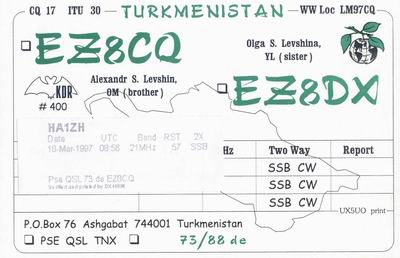 CQ 17 ITU 30 — TURKMENISTAN — WW Loc LM97CQ
EZ8CQ
Olga S. Levshina,
YL (sister)
Alexandr S. Levshin,
OM (brother)
KDR
# 400
EZ8DX
HA1ZH
Date UTC Band RST 2X
18-Mar-1997 09:58 21MHz 57 SSB
Pse QSL 73 de EZ8CQ
Hz Two Way Report
SSB CW
SSB CW
SSB CW
UX5UO print
P.O.Box 76 Ashgabat 744001 Turkmenistan
PSE QSL TNX 73/88 de